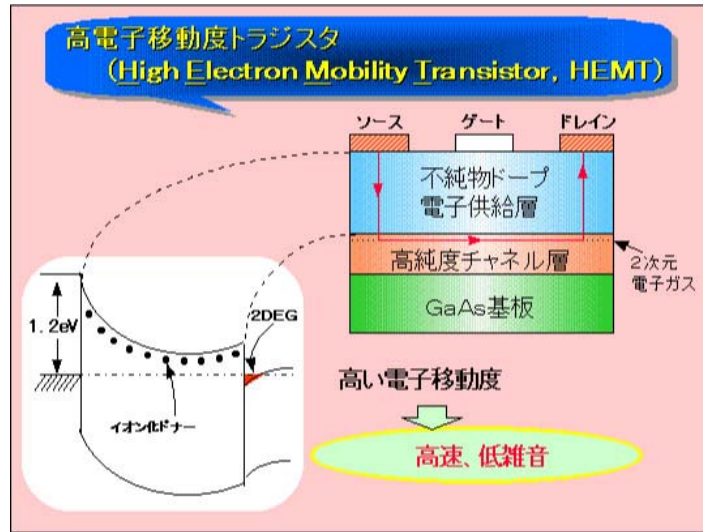 高電子移動度トラジスタ
(High Electron Mobility Transistor, HEMT)
ソース ゲート ドレイン
不純物ドープ
電子供給層
高純度チャネル層
2次元
電子ガス
GaAs基板
1.2eV
2DEG
イオン化ドナー
高い電子移動度
高速、低雑音